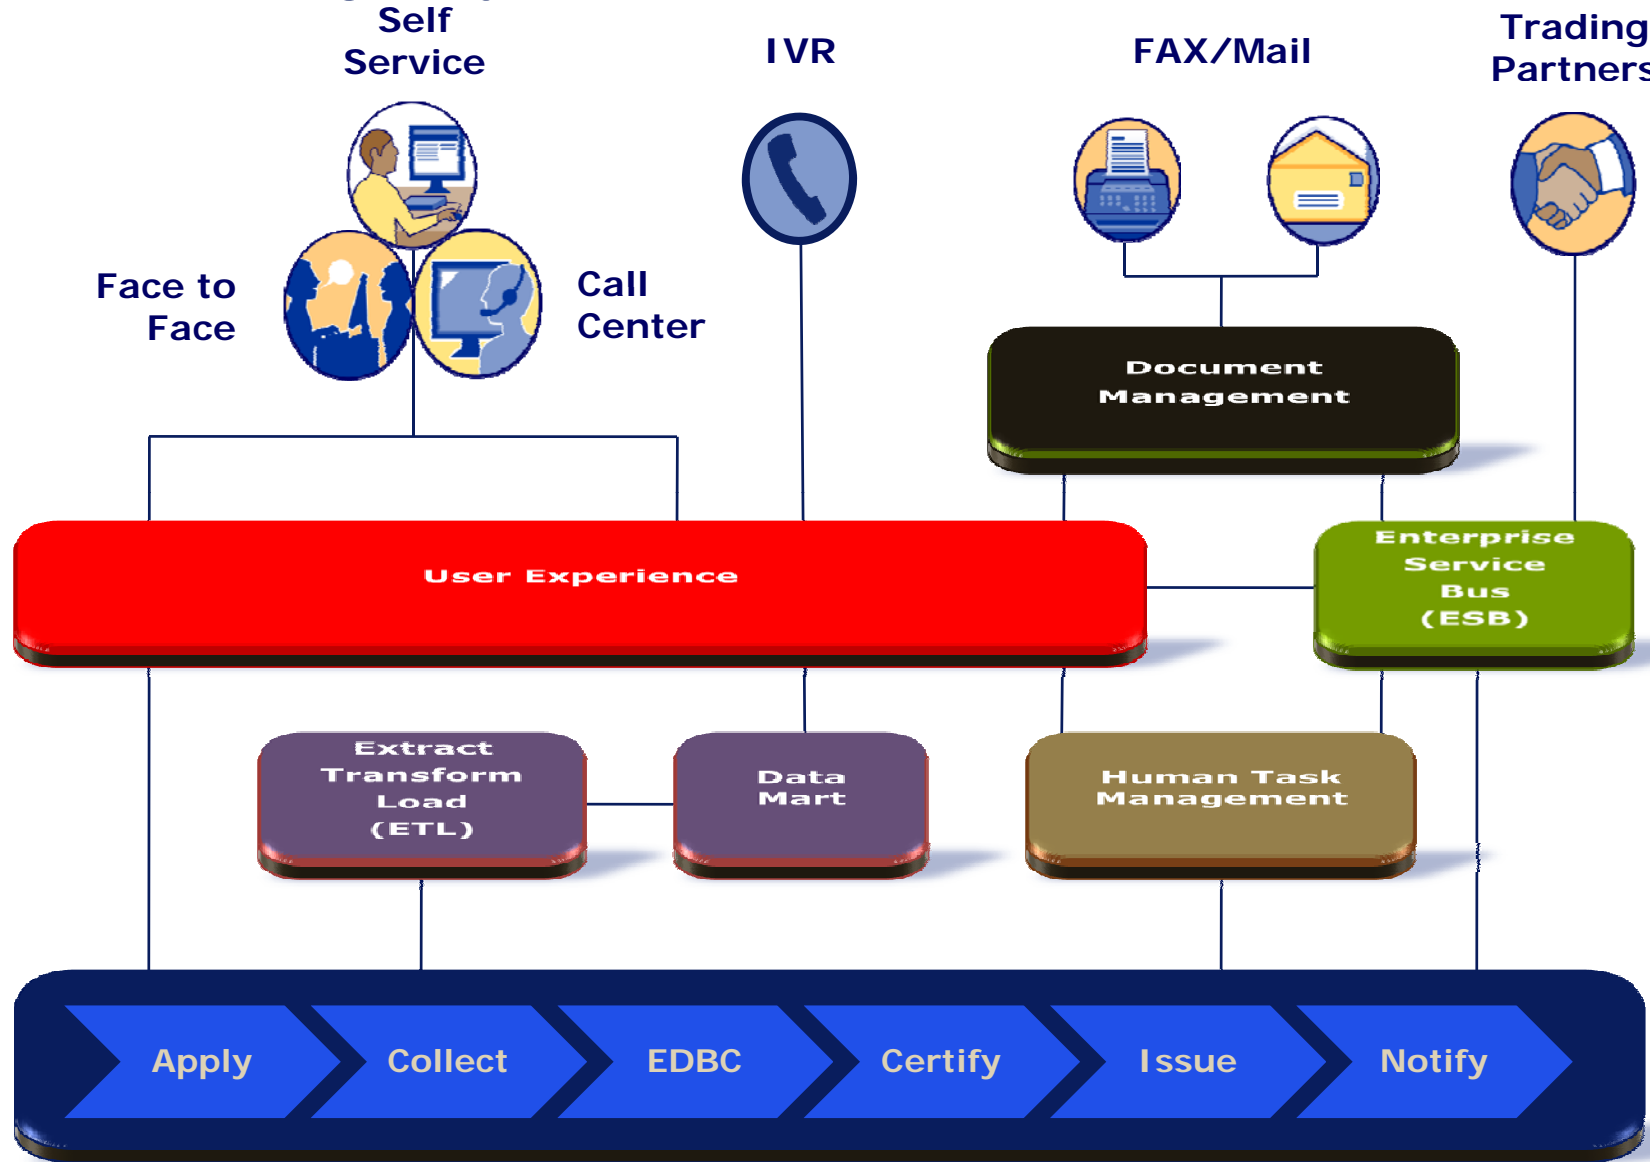 Self
Service
IVR
FAX/Mail
Trading
Partners
Face to
Face
Call
Center
Document
Management
User Experience
Enterprise
Service
Bus
(ESB)
Extract
Transform
Load
(ETL)
Data
Mart
Human Task
Management
Apply
Collect
EDBC
Certify
Issue
Notify